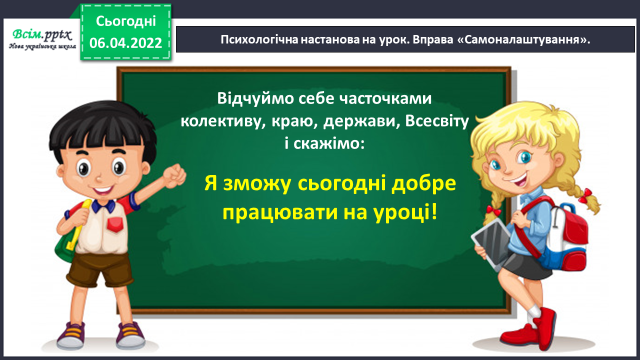 Всім.pptx
Нова українська школа
Сьогодні
06.04.2022
Психологічна настанова на урок. Вправа «Самоналаштування».
Відчуймо себе часточками
колективу, краю, держави, Всесвіту
і скажімо:
Я зможу сьогодні добре
працювати на уроці!